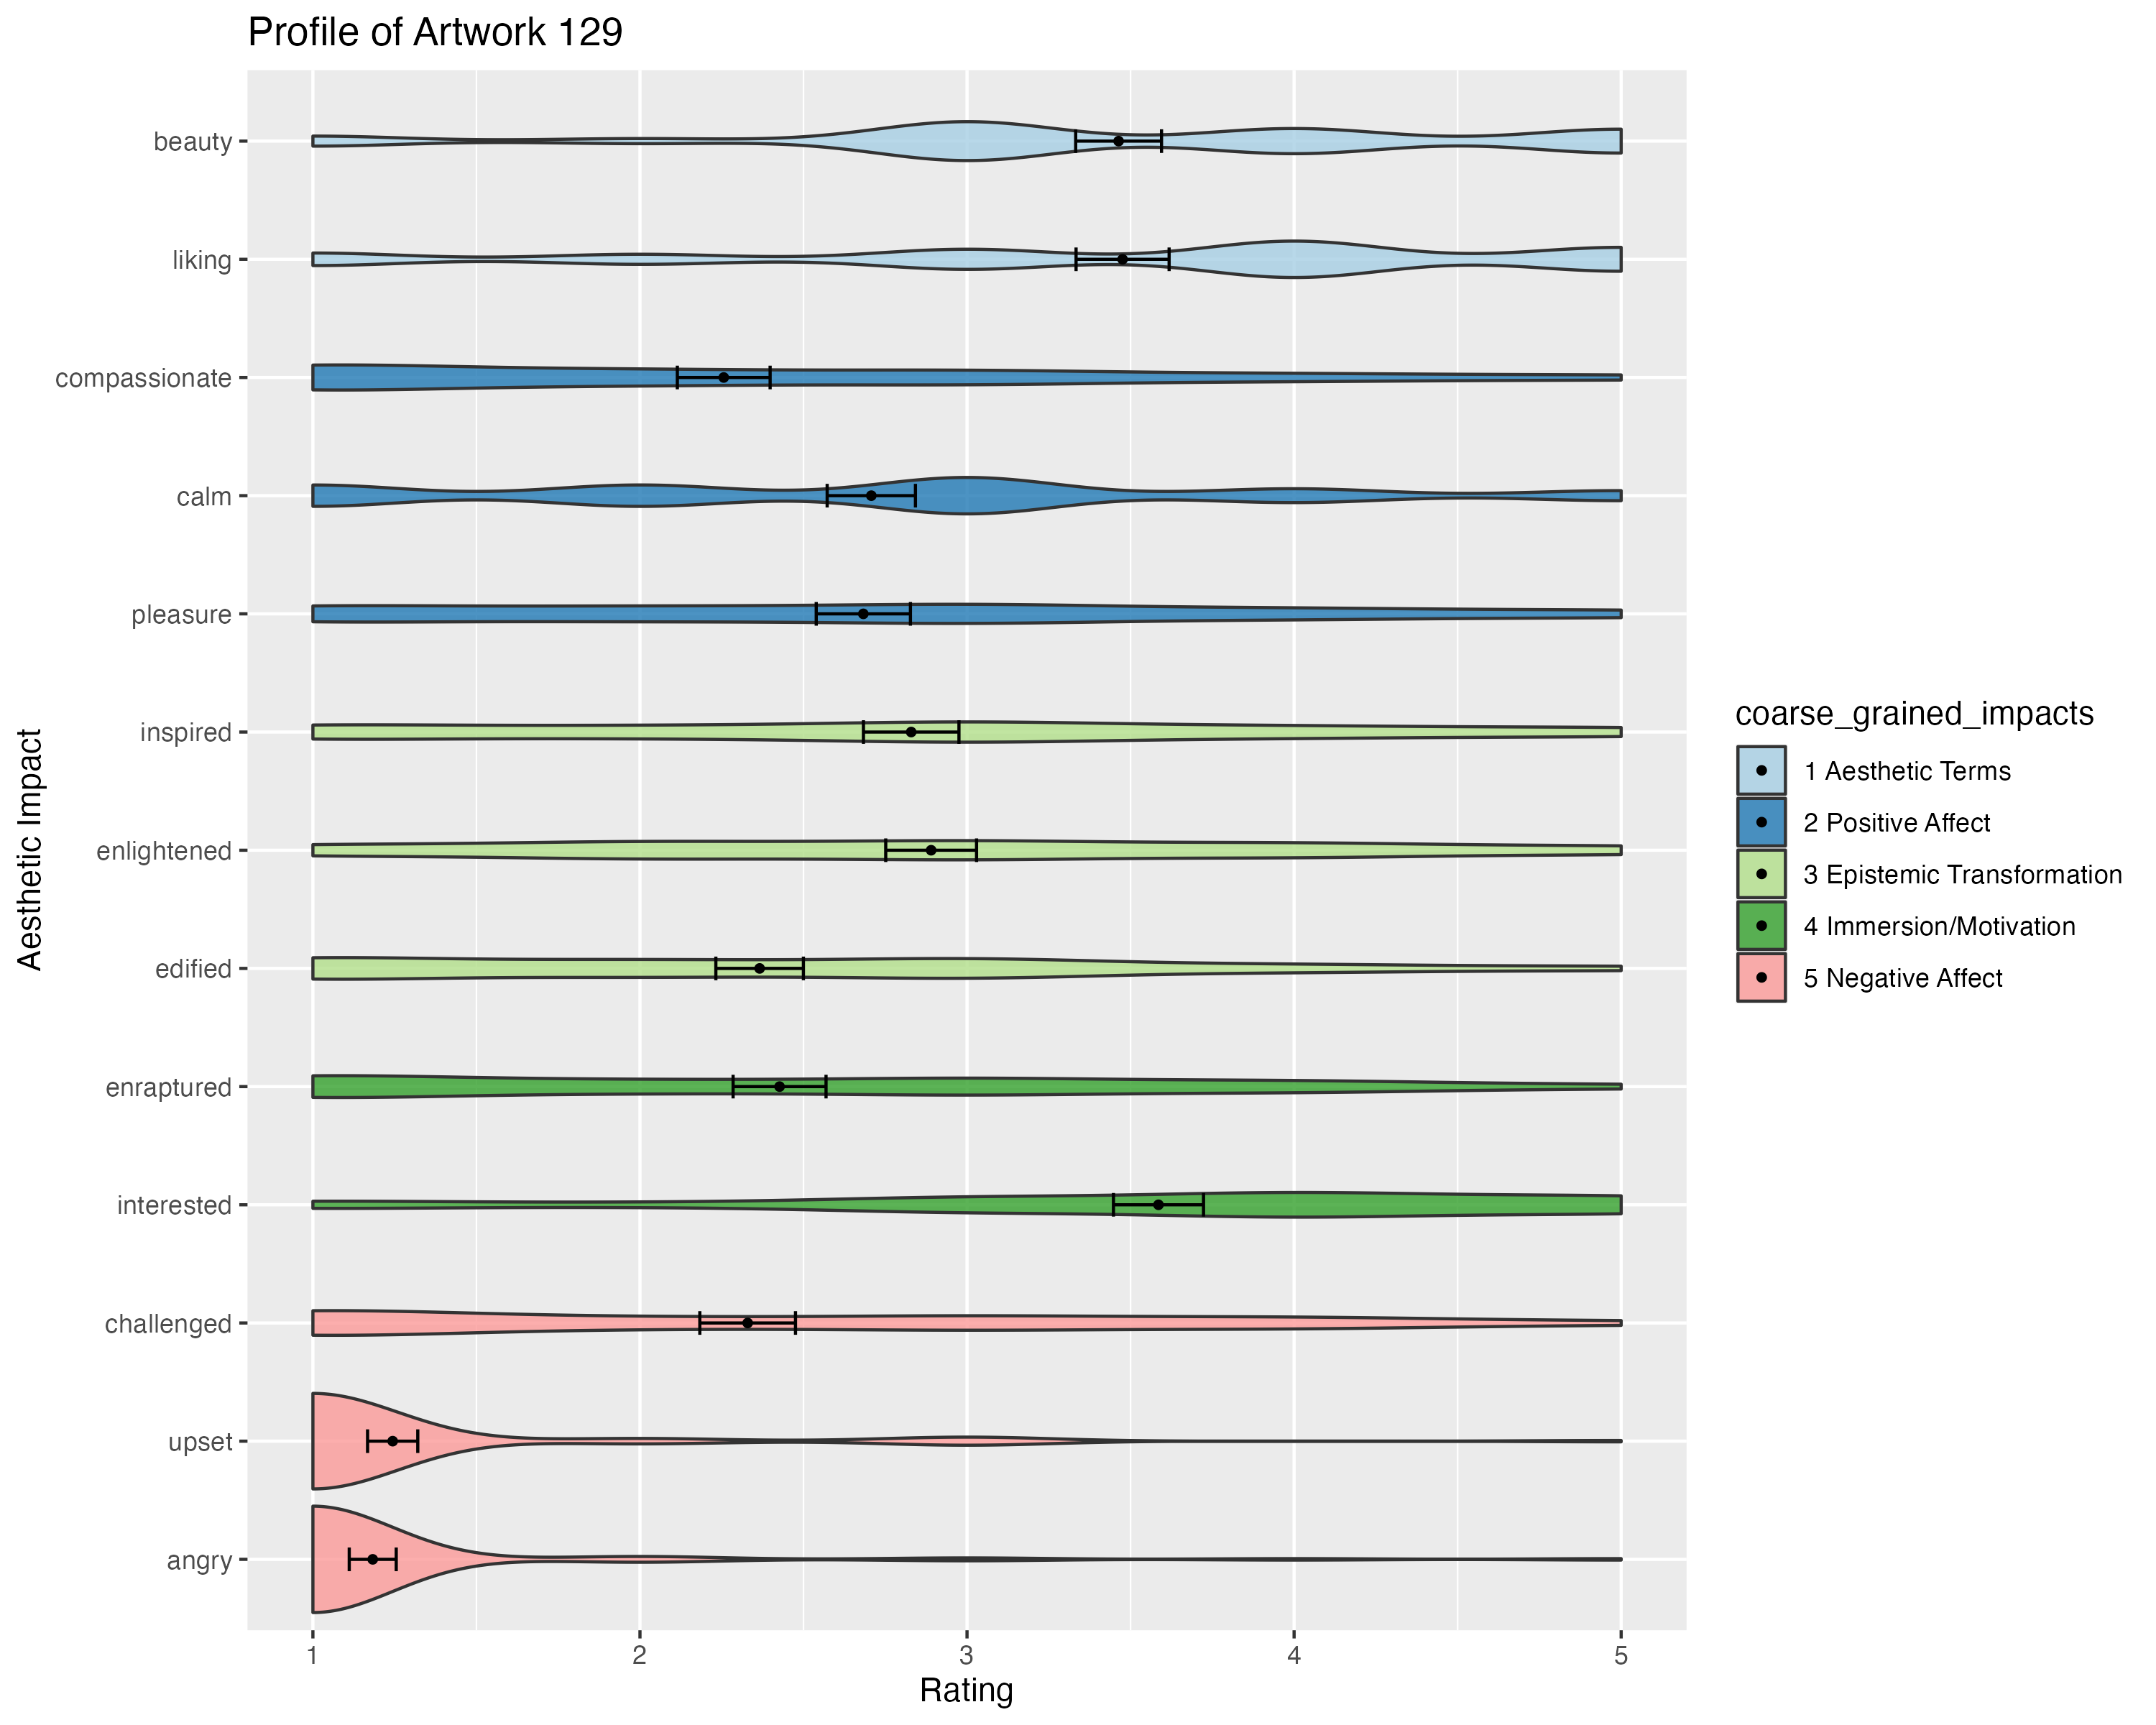 Profile of Artwork 129
Aesthetic Impact
beauty
liking
compassionate
calm
pleasure
inspired
enlightened
edified
enraptured
interested
challenged
upset
angry
1 2 3 4 5
Rating
coarse_grained_impacts
1 Aesthetic Terms
2 Positive Affect
3 Epistemic Transformation
4 Immersion/Motivation
5 Negative Affect